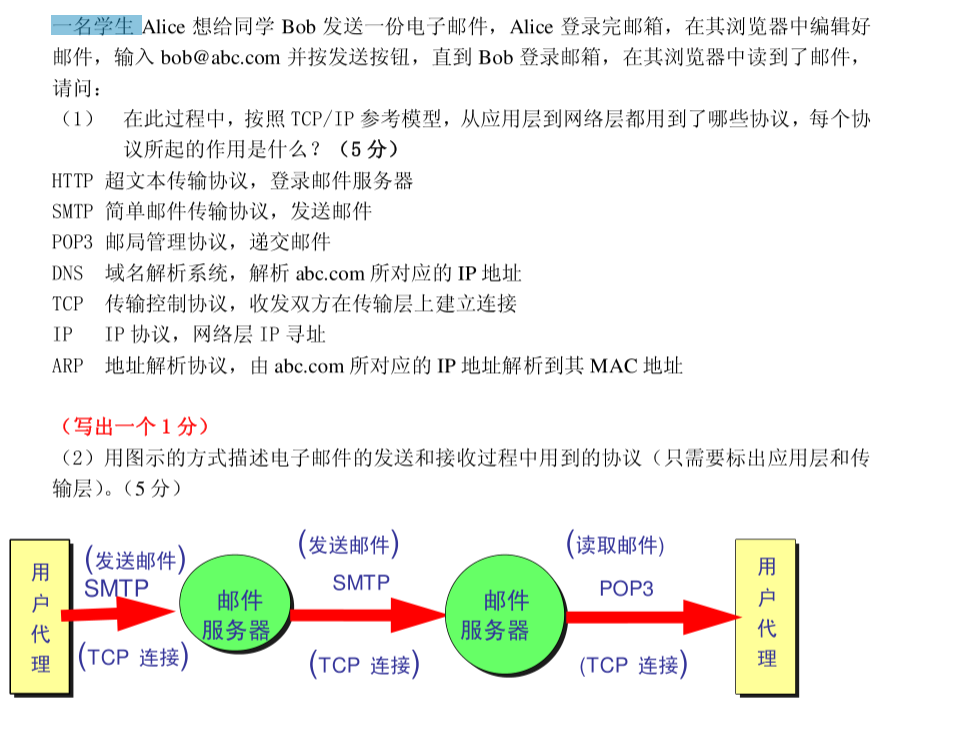 一名学生 Alice 想给同学 Bob 发送一份电子邮件，Alice 登录完邮箱，在其浏览器中编辑好
邮件，输入 bob@abc.com 并按发送按钮，直到 Bob 登录邮箱，在其浏览器中读到了邮件，
请问：
（1） 在此过程中，按照 TCP/IP 参考模型，从应用层到网络层都用到了哪些协议，每个协
议所起的作用是什么？（5 分）
HTTP 超文本传输协议，登录邮件服务器
SMTP 简单邮件传输协议，发送邮件
POP3 邮局管理协议，递交邮件
DNS 域名解析系统，解析 abc.com 所对应的 IP 地址
TCP 传输控制协议，收发双方在传输层上建立连接
IP IP 协议，网络层 IP 寻址
ARP 地址解析协议，由 abc.com 所对应的 IP 地址解析到其 MAC 地址
（写出一个 1 分）
（2）用图示的方式描述电子邮件的发送和接收过程中用到的协议（只需要标出应用层和传
输层）。（5 分）
用
户
代
理
(发送邮件)
SMTP
(TCP 连接)
邮件
服务器
(发送邮件)
SMTP
(TCP 连接)
邮件
服务器
(读取邮件)
POP3
(TCP 连接)
用
户
代
理